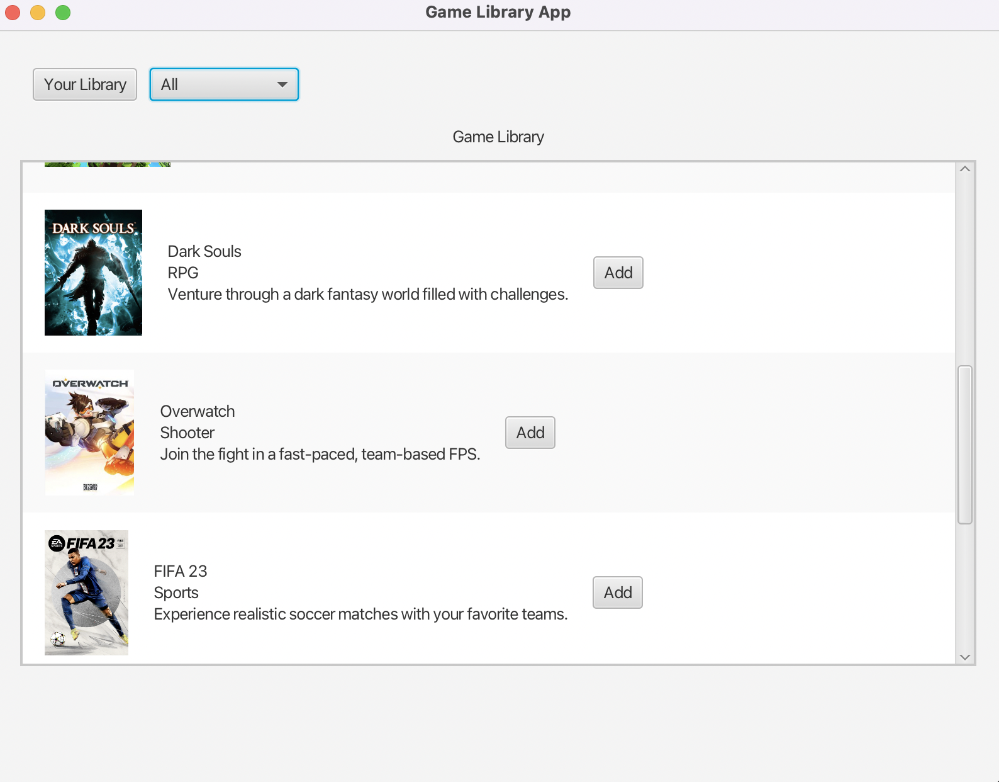 Game Library App
Your Library
All
Game Library
DARK SOULS
Dark Souls
RPG
Venture through a dark fantasy world filled with challenges.
Add
OVERWATCH
Overwatch
Shooter
Join the fight in a fast-paced, team-based FPS.
Add
BLIZZARD
EA SPORTS FIFA 23 FIFA
FIFA 23
Sports
Experience realistic soccer matches with your favorite teams.
Add